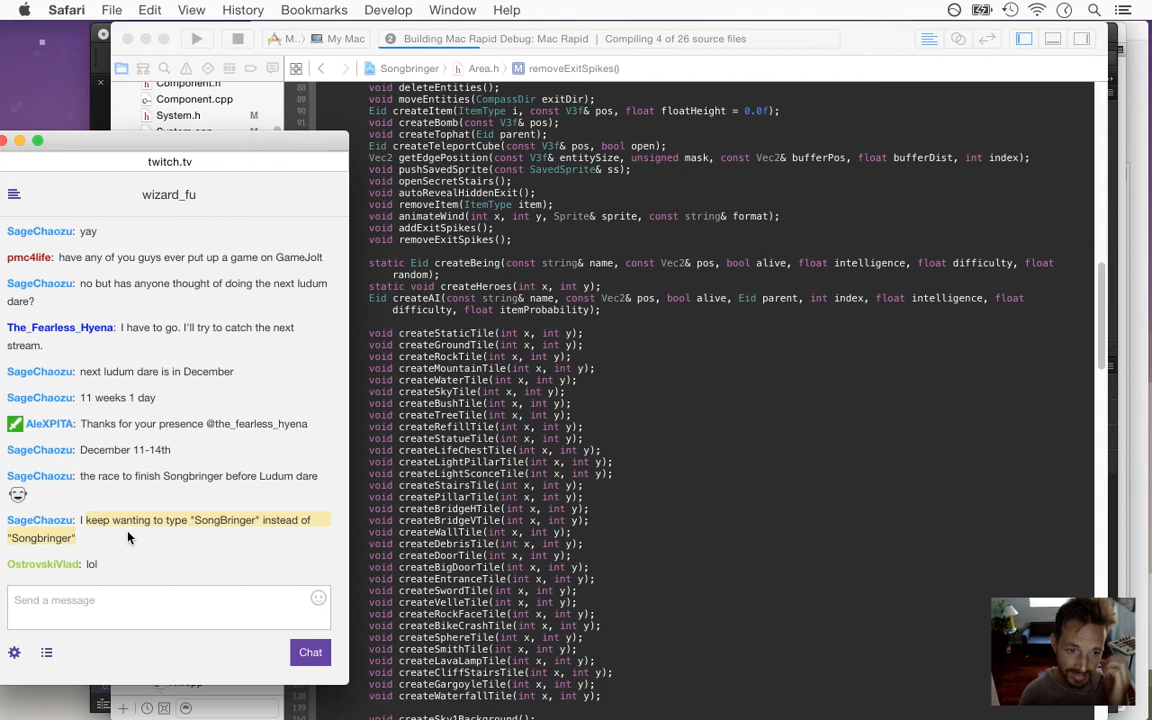 Safari File Edit View History Bookmarks Develop Window Help
M... My Mac
2 Building Mac Rapid Debug: Mac Rapid | Compiling 4 of 26 source files
Songbringer Area.h M removeExitSpikes()
Component.h
Component.cpp
System.h M
88 void deleteEntities();
89 void moveEntities(CompassDir exitDir);
90 Eid createItem(ItemType i, const V3f& pos, float floatHeight = 0.0f);
91 void createBomb(const V3f& pos);
void createTophat(Eid parent);
Eid createTeleportCube(const V3f& pos, bool open);
Vec2 getEdgePosition(const V3f& entitySize, unsigned mask, const Vec2& bufferPos, float bufferDist, int index);
void pushSavedSprite(const SavedSprite& ss);
void openSecretStairs();
void autoRevealHiddenExit();
void removeItem(ItemType item);
void animateWind(int x, int y, Sprite& sprite, const string& format);
void addExitSpikes();
void removeExitSpikes();
static Eid createBeing(const string& name, const Vec2& pos, bool alive, float intelligence, float difficulty, float
random);
static void createHeroes(int x, int y);
Eid createAI(const string& name, const Vec2& pos, bool alive, Eid parent, int index, float intelligence, float
difficulty, float itemProbability);
void createStaticTile(int x, int y);
void createGroundTile(int x, int y);
void createRockTile(int x, int y);
void createMountainTile(int x, int y);
void createWaterTile(int x, int y);
void createSkyTile(int x, int y);
void createBushTile(int x, int y);
void createTreeTile(int x, int y);
void createRefillTile(int x, int y);
void createStatueTile(int x, int y);
void createLifeChestTile(int x, int y);
void createLightPillarTile(int x, int y);
void createLightSconceTile(int x, int y);
void createStairsTile(int x, int y);
void createPillarTile(int x, int y);
void createBridgeHTile(int x, int y);
void createBridgeVTile(int x, int y);
void createWallTile(int x, int y);
void createDebrisTile(int x, int y);
void createDoorTile(int x, int y);
void createBigDoorTile(int x, int y);
void createEntranceTile(int x, int y);
void createSwordTile(int x, int y);
void createVelleTile(int x, int y);
void createRockFaceTile(int x, int y);
void createBikeCrashTile(int x, int y);
void createSphereTile(int x, int y);
void createSmithTile(int x, int y);
void createLavaLampTile(int x, int y);
void createCliffStairsTile(int x, int y);
void createGargoyleTile(int x, int y);
138 void createWaterfallTile(int x, int y);
140 void createSky1Background();
twitch.tv
wizard_fu
SageChaozu: yay
pmc4life: have any of you guys ever put up a game on GameJolt
SageChaozu: no but has anyone thought of doing the next ludum
dare?
The_Fearless_Hyena: I have to go. I'll try to catch the next
stream.
SageChaozu: next ludum dare is in December
SageChaozu: 11 weeks 1 day
AleXPITA: Thanks for your presence @the_fearless_hyena
SageChaozu: December 11-14th
SageChaozu: the race to finish Songbringer before Ludum dare
SageChaozu: I keep wanting to type "SongBringer" instead of
"Songbringer"
OstrovskiVlad: lol
Send a message
Chat